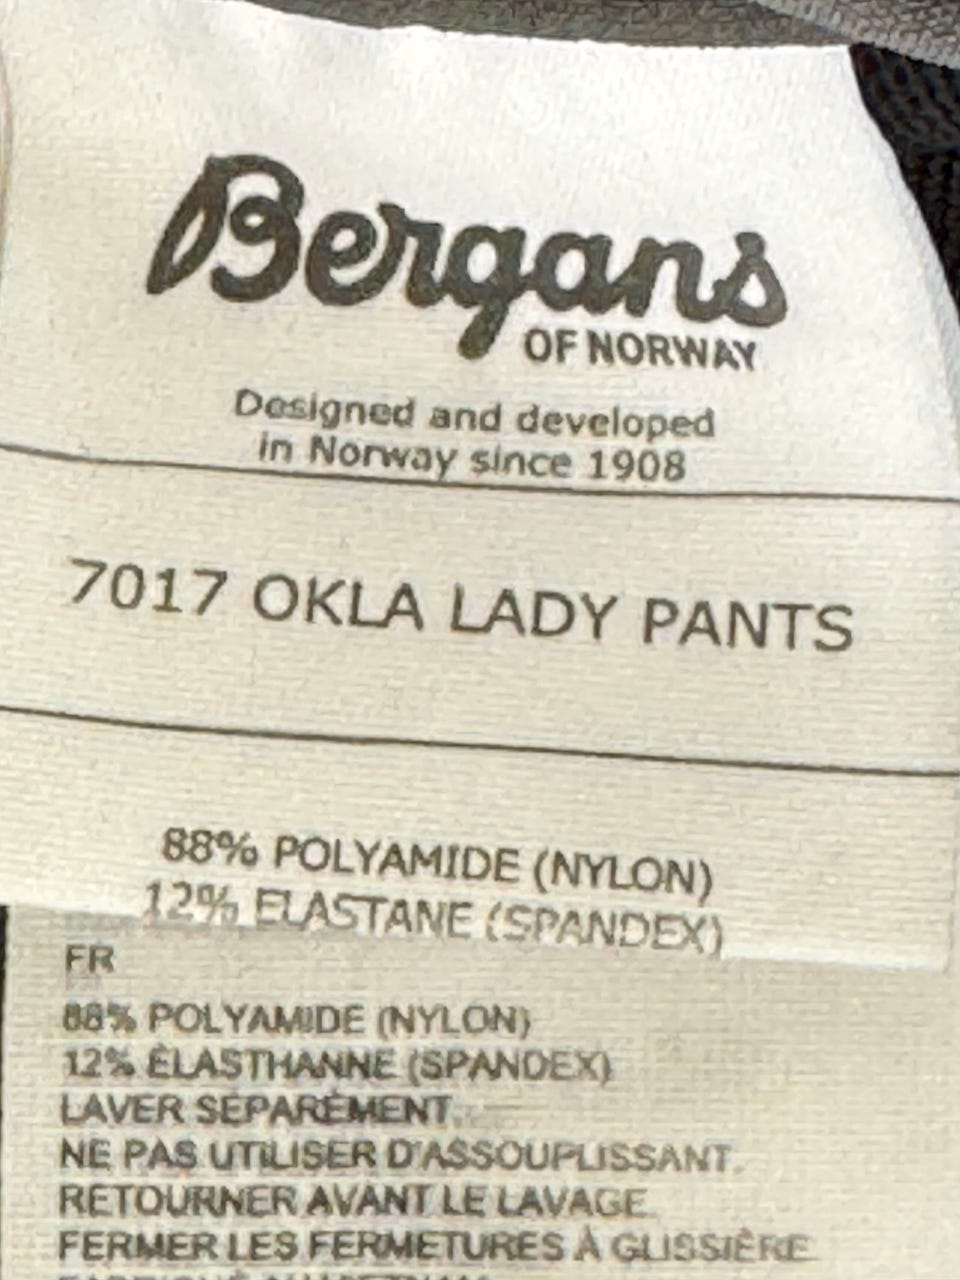 Bergans
OF NORWAY
Designed and developed
in Norway since 1908
7017 OKLA LADY PANTS
88% POLYAMIDE (NYLON)
12% ELASTANE (SPANDEX)
FR
88% POLYAMIDE (NYLON)
12% ÉLASTHANNE (SPANDEX)
LAVER SÉPARÉMENT.
NE PAS UTILISER D'ASSOUPLISSANT.
RETOURNER AVANT LE LAVAGE.
FERMER LES FERMETURES À GLISSIÈRE